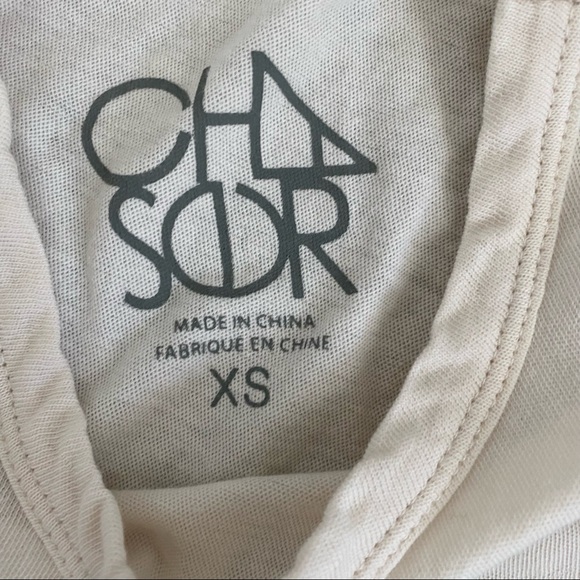 CHA
SER
MADE IN CHINA
FABRIQUE EN CHINE
XS